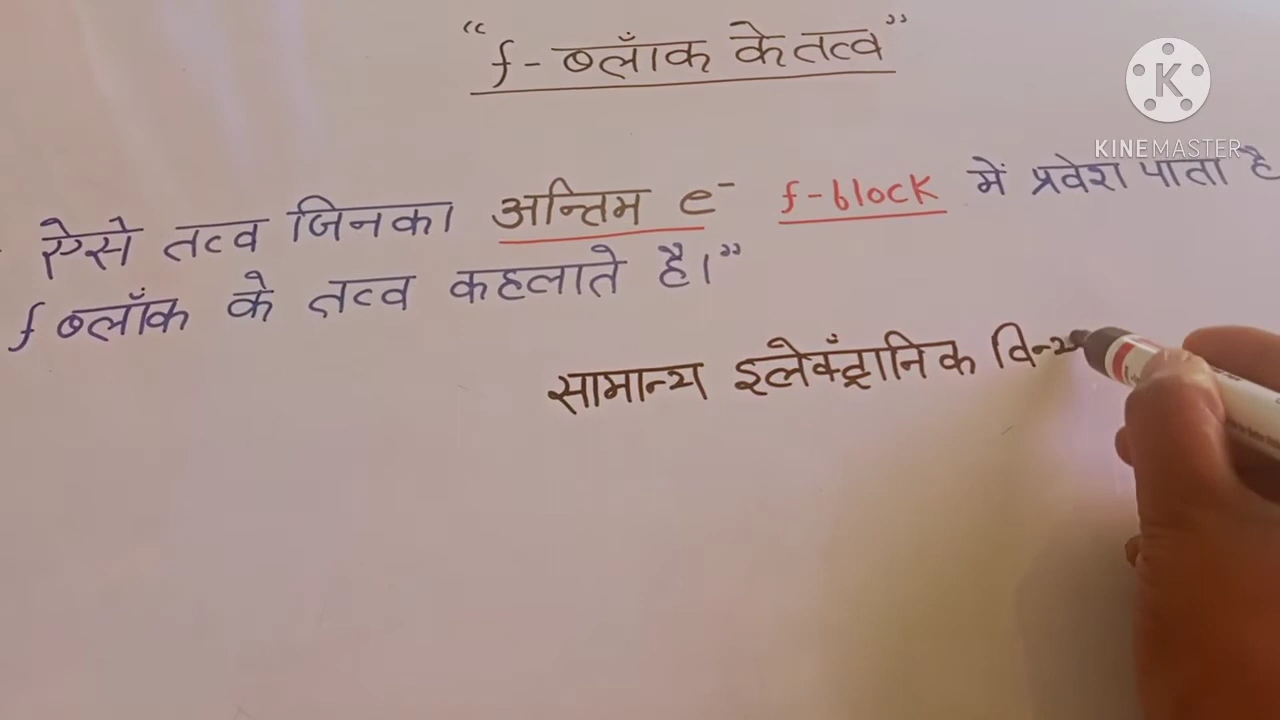 “f - ब्लॉक के तत्व”
K
KINEMASTER
ऐसे तत्व जिनका अन्तिम e⁻ f-block में प्रवेश पाता है
f ब्लॉक के तत्व कहलाते है।”
सामान्य इलेक्ट्रॉनिक